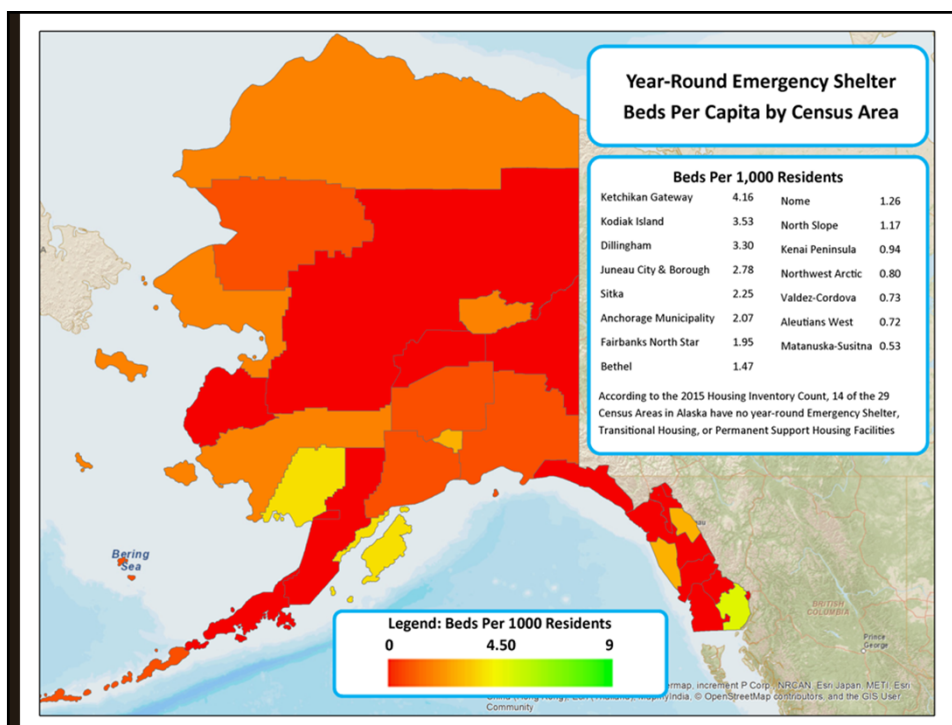 Year-Round Emergency Shelter
Beds Per Capita by Census Area
Beds Per 1,000 Residents
Ketchikan Gateway 4.16
Kodiak Island 3.53
Dillingham 3.30
Juneau City & Borough 2.78
Sitka 2.25
Anchorage Municipality 2.07
Fairbanks North Star 1.95
Bethel 1.47
Nome 1.26
North Slope 1.17
Kenai Peninsula 0.94
Northwest Arctic 0.80
Valdez-Cordova 0.73
Aleutians West 0.72
Matanuska-Susitna 0.53
According to the 2015 Housing Inventory Count, 14 of the 29
Census Areas in Alaska have no year-round Emergency Shelter,
Transitional Housing, or Permanent Support Housing Facilities
Bering
Sea
BRITISH
COLUMBIA
Prince
George
Legend: Beds Per 1000 Residents
0 4.50 9
increment P Corp., NRCAN, Esri Japan, METI, Esri
© OpenStreetMap contributors, and the GIS User
Community